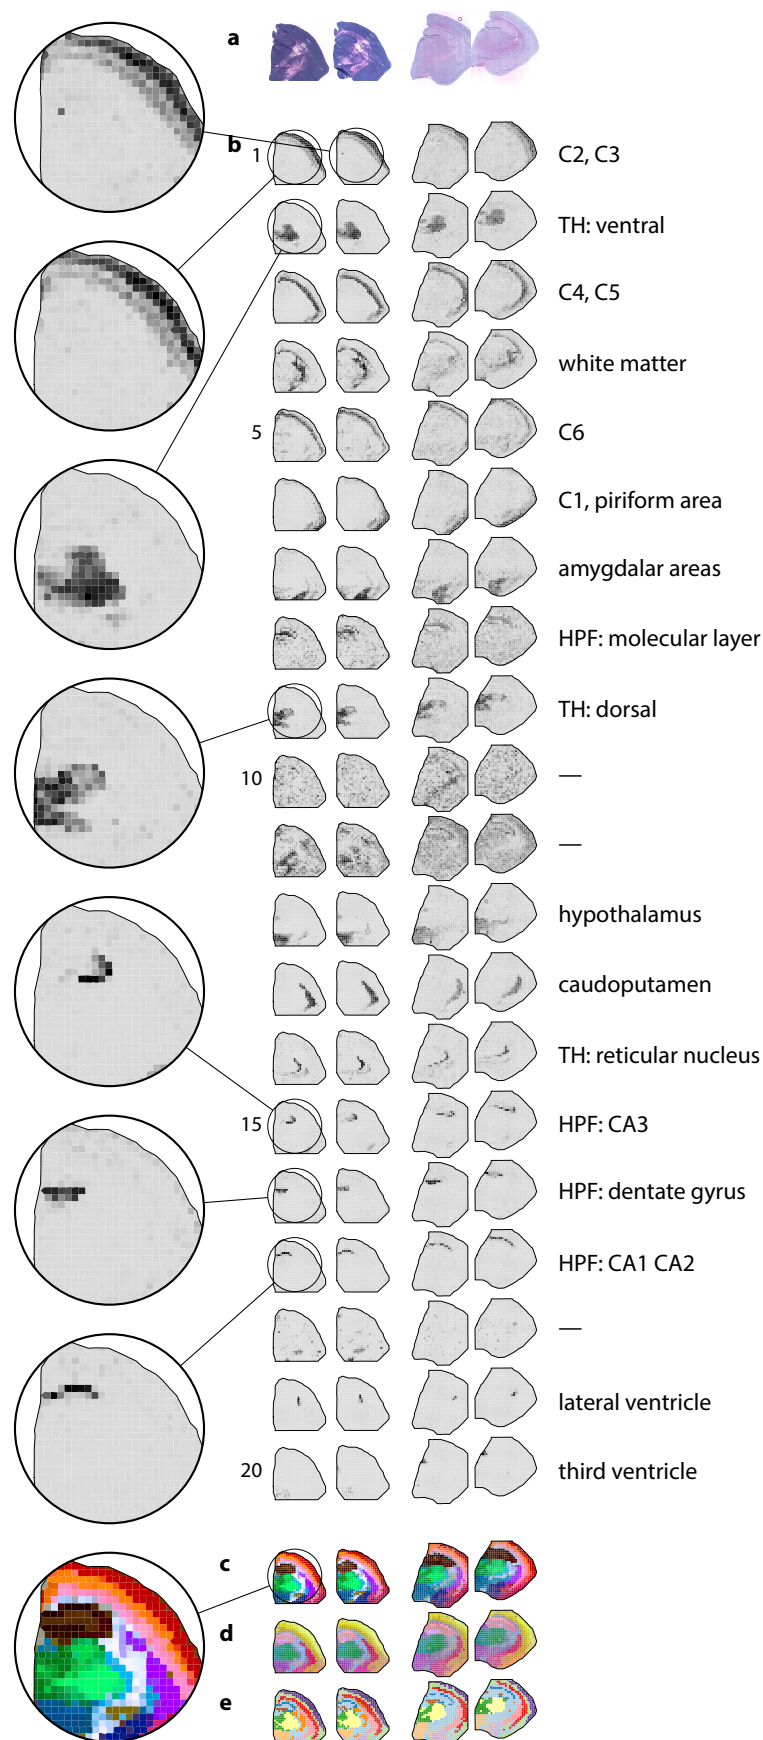 a
b
1
C2, C3
TH: ventral
C4, C5
white matter
5
C6
C1, piriform area
amygdalar areas
HPF: molecular layer
TH: dorsal
10
—
—
hypothalamus
caudoputamen
TH: reticular nucleus
15
HPF: CA3
HPF: dentate gyrus
HPF: CA1 CA2
—
lateral ventricle
20
third ventricle
c
d
e